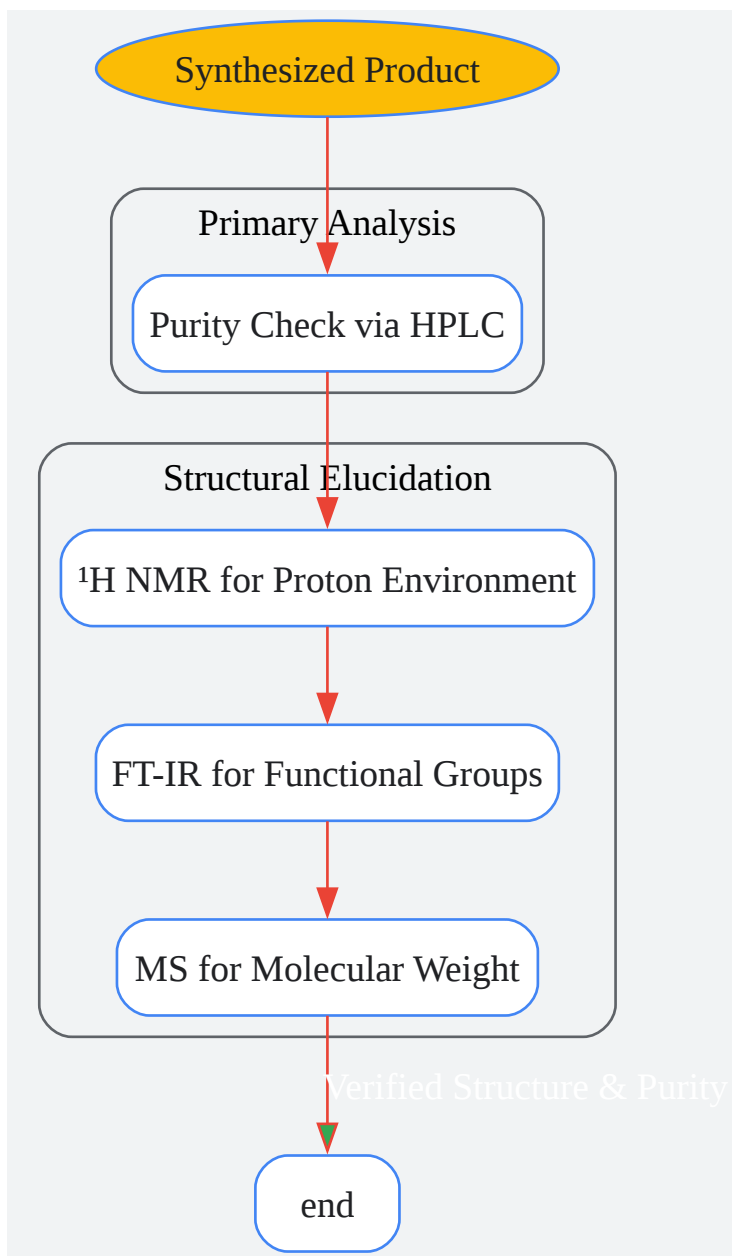 Synthesized Product
Primary Analysis
Purity Check via HPLC
Structural Elucidation
¹H NMR for Proton Environment
FT-IR for Functional Groups
MS for Molecular Weight
Verified Structure & Purity
end